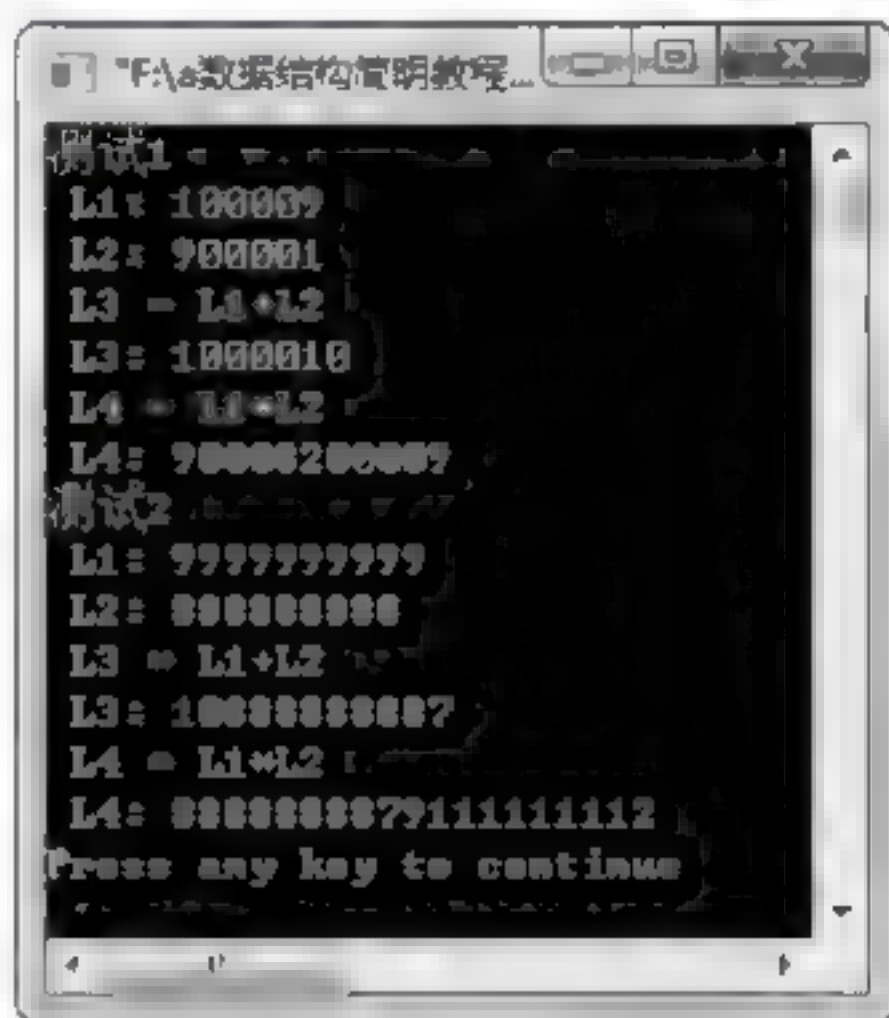 "F:\a数据结构简明教程...
测试1
L1: 100009
L2: 900001
L3 = L1+L2
L3: 1000010
L4 = L1*L2
L4: 90008200009
测试2
L1: 9999999999
L2: 888888888
L3 = L1+L2
L3: 10888888887
L4 = L1*L2
L4: 8888888879111111112
Press any key to continue